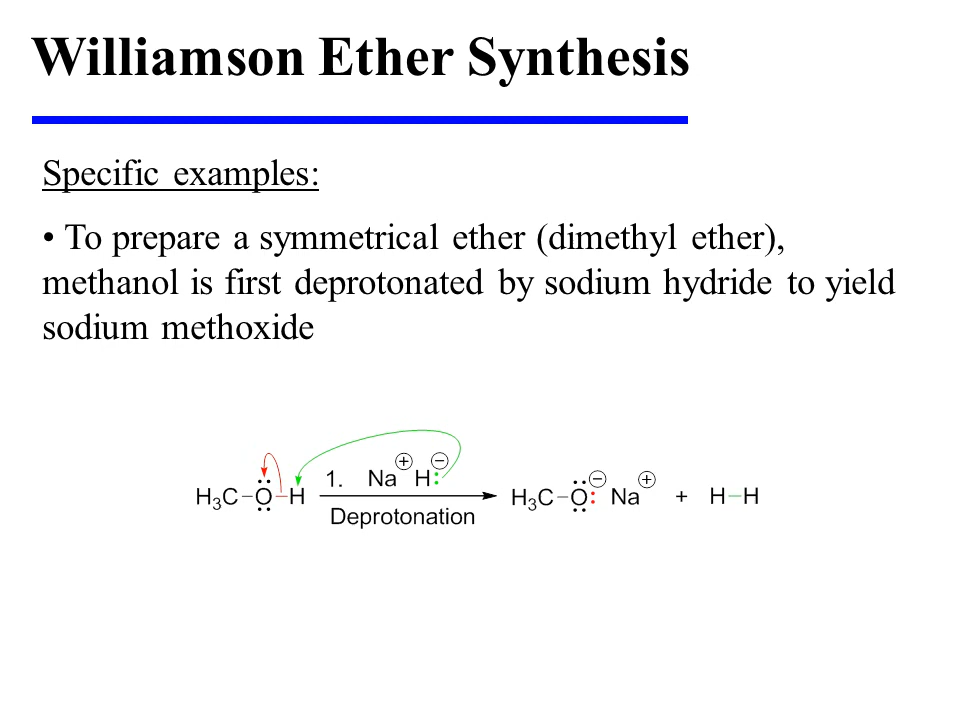 Williamson Ether Synthesis
Specific examples:
• To prepare a symmetrical ether (dimethyl ether),
methanol is first deprotonated by sodium hydride to yield
sodium methoxide
H₃C–O–H 1. Na⊕ H⊖: H₃C–O:⊖ Na⊕ + H–H
Deprotonation